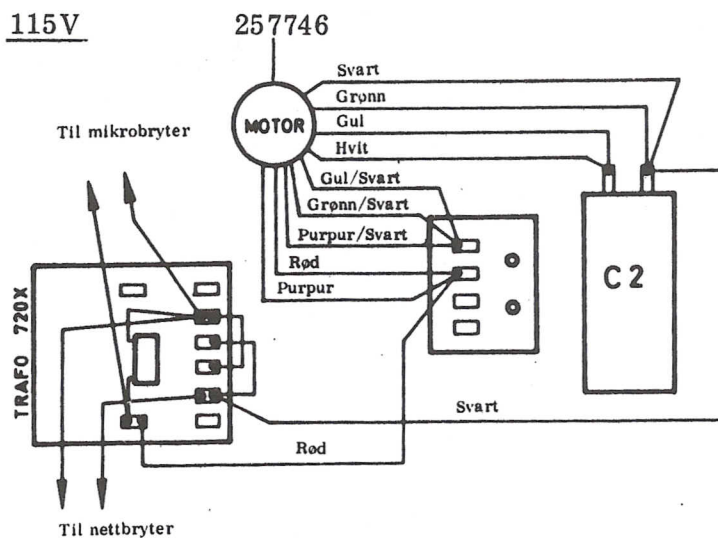 115V
257746
Svart
Grønn
Gul
Hvit
MOTOR
Til mikrobryter
Gul/Svart
Grønn/Svart
Purpur/Svart
Rød
Purpur
C2
TRAFO 720X
Svart
Rød
Til nettbryter